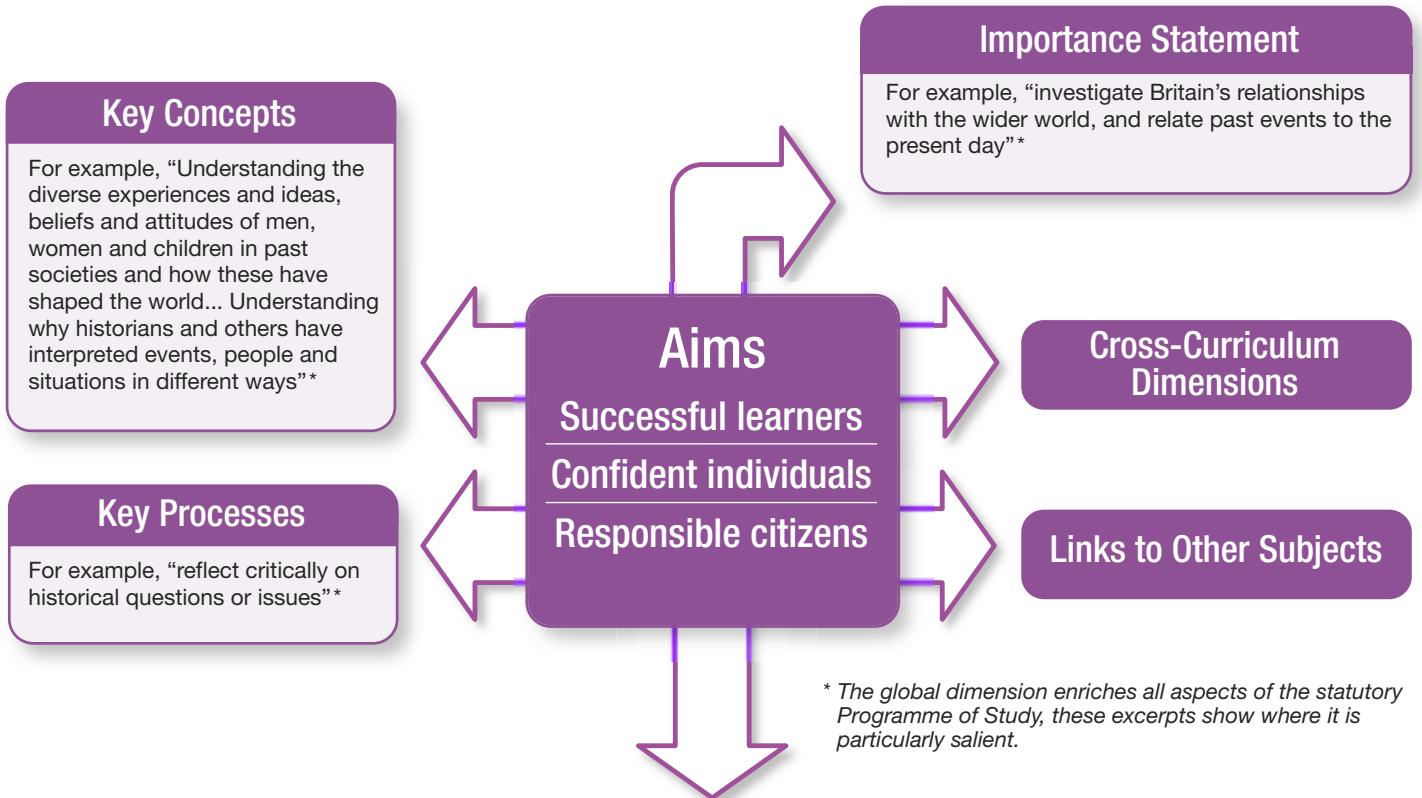 Importance Statement
For example, “investigate Britain’s relationships
with the wider world, and relate past events to the
present day”*
Key Concepts
For example, “Understanding the
diverse experiences and ideas,
beliefs and attitudes of men,
women and children in past
societies and how these have
shaped the world... Understanding
why historians and others have
interpreted events, people and
situations in different ways”*
Key Processes
For example, “reflect critically on
historical questions or issues”*
Aims
Successful learners
Confident individuals
Responsible citizens
Cross-Curriculum
Dimensions
Links to Other Subjects
* The global dimension enriches all aspects of the statutory
Programme of Study, these excerpts show where it is
particularly salient.